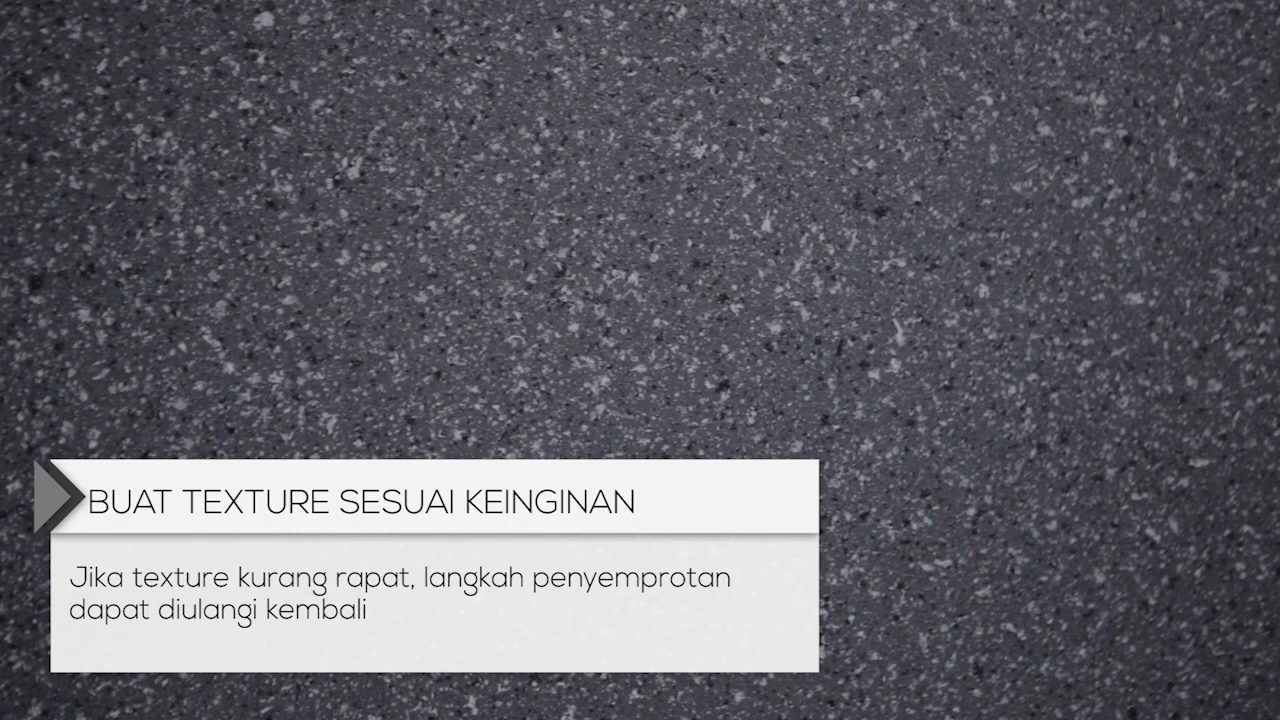 BUAT TEXTURE SESUAI KEINGINAN
Jika texture kurang rapat, langkah penyemprotan
dapat diulangi kembali